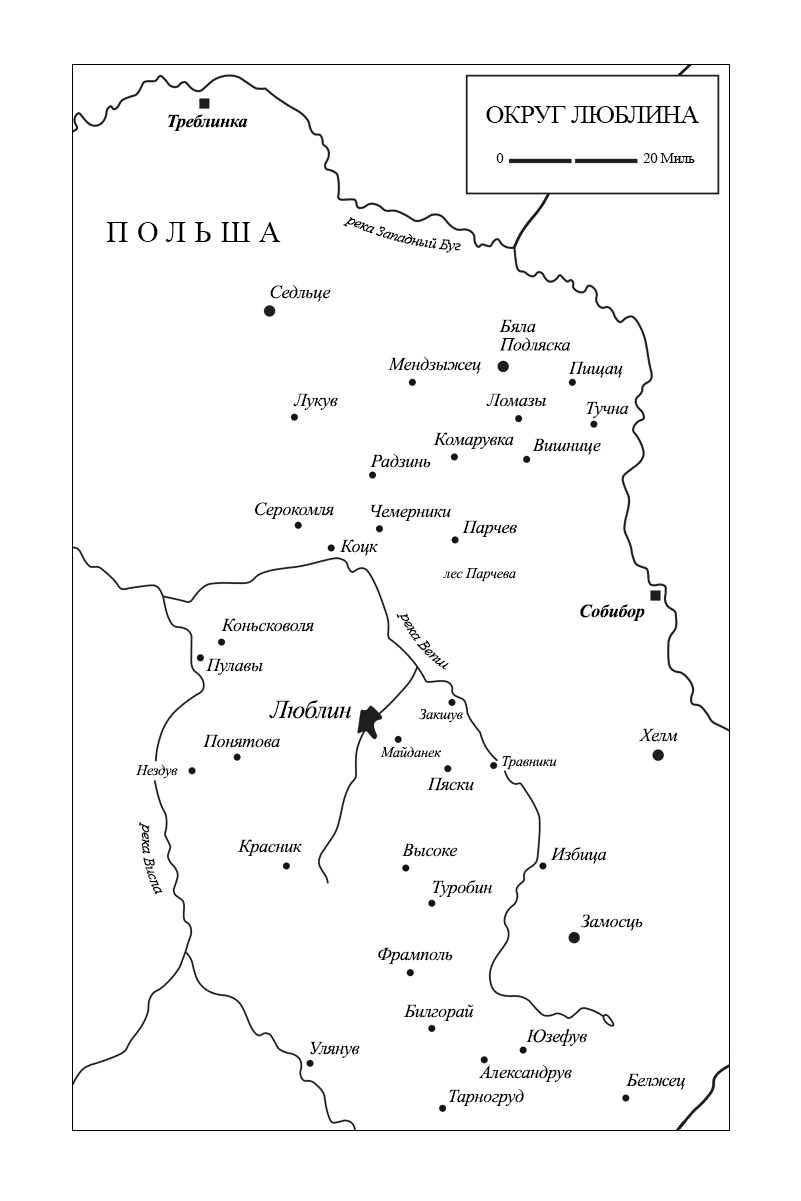 ОКРУГ ЛЮБЛИНА
0 20 Миль
Треблинка
ПОЛЬША
река Западный Буг
Седльце
Бяла
Подляска
Мендзыжец
Пищац
Лукув
Ломазы
Тучна
Комарувка
Вишнице
Радзинь
Серокомля
Чемерники
Парчев
Коцк
лес Парчева
Собибор
Коньсковоля
река Вепш
Пулавы
Люблин
Закшув
Хелм
Понятова
Майданек
Нездув
Травники
Пяски
река Висла
Красник
Высоке
Избица
Туробин
Замосць
Фрамполь
Билгорай
Юзефув
Улянув
Александрув
Белжец
Тарногруд